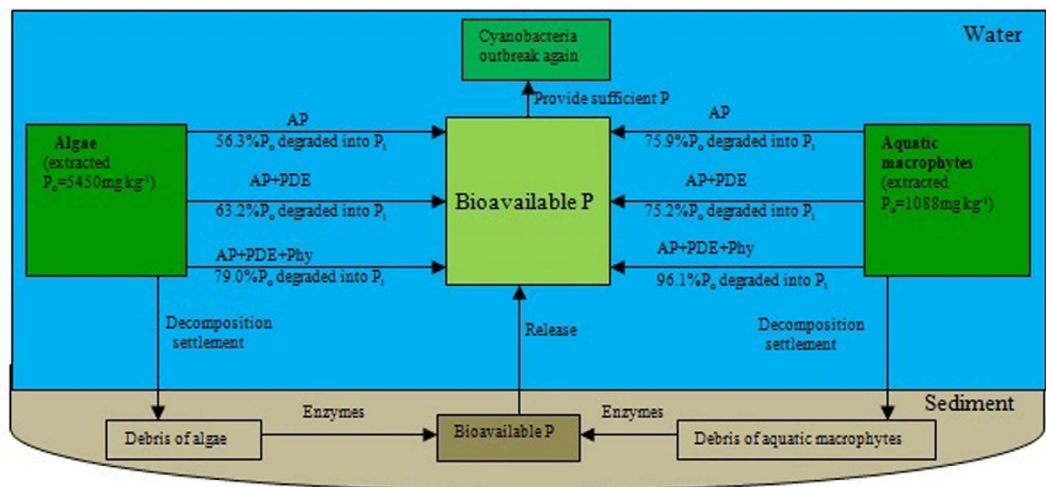 Water
Cyanobacteria
outbreak again
Provide sufficient P
Algae
(extracted
Pₒ=5450mgkg⁻¹)
AP
56.3%Pₒ degraded into Pᵢ
AP+PDE
63.2%Pₒ degraded into Pᵢ
AP+PDE+Phy
79.0%Pₒ degraded into Pᵢ
Bioavailable P
AP
75.9%Pₒ degraded into Pᵢ
AP+PDE
75.2%Pₒ degraded into Pᵢ
AP+PDE+Phy
96.1%Pₒ degraded into Pᵢ
Aquatic
macrophytes
(extracted
Pₒ=1088mgkg⁻¹)
Decomposition
settlement
Release
Decomposition
settlement
Sediment
Debris of algae
Enzymes
Bioavailable P
Enzymes
Debris of aquatic macrophytes